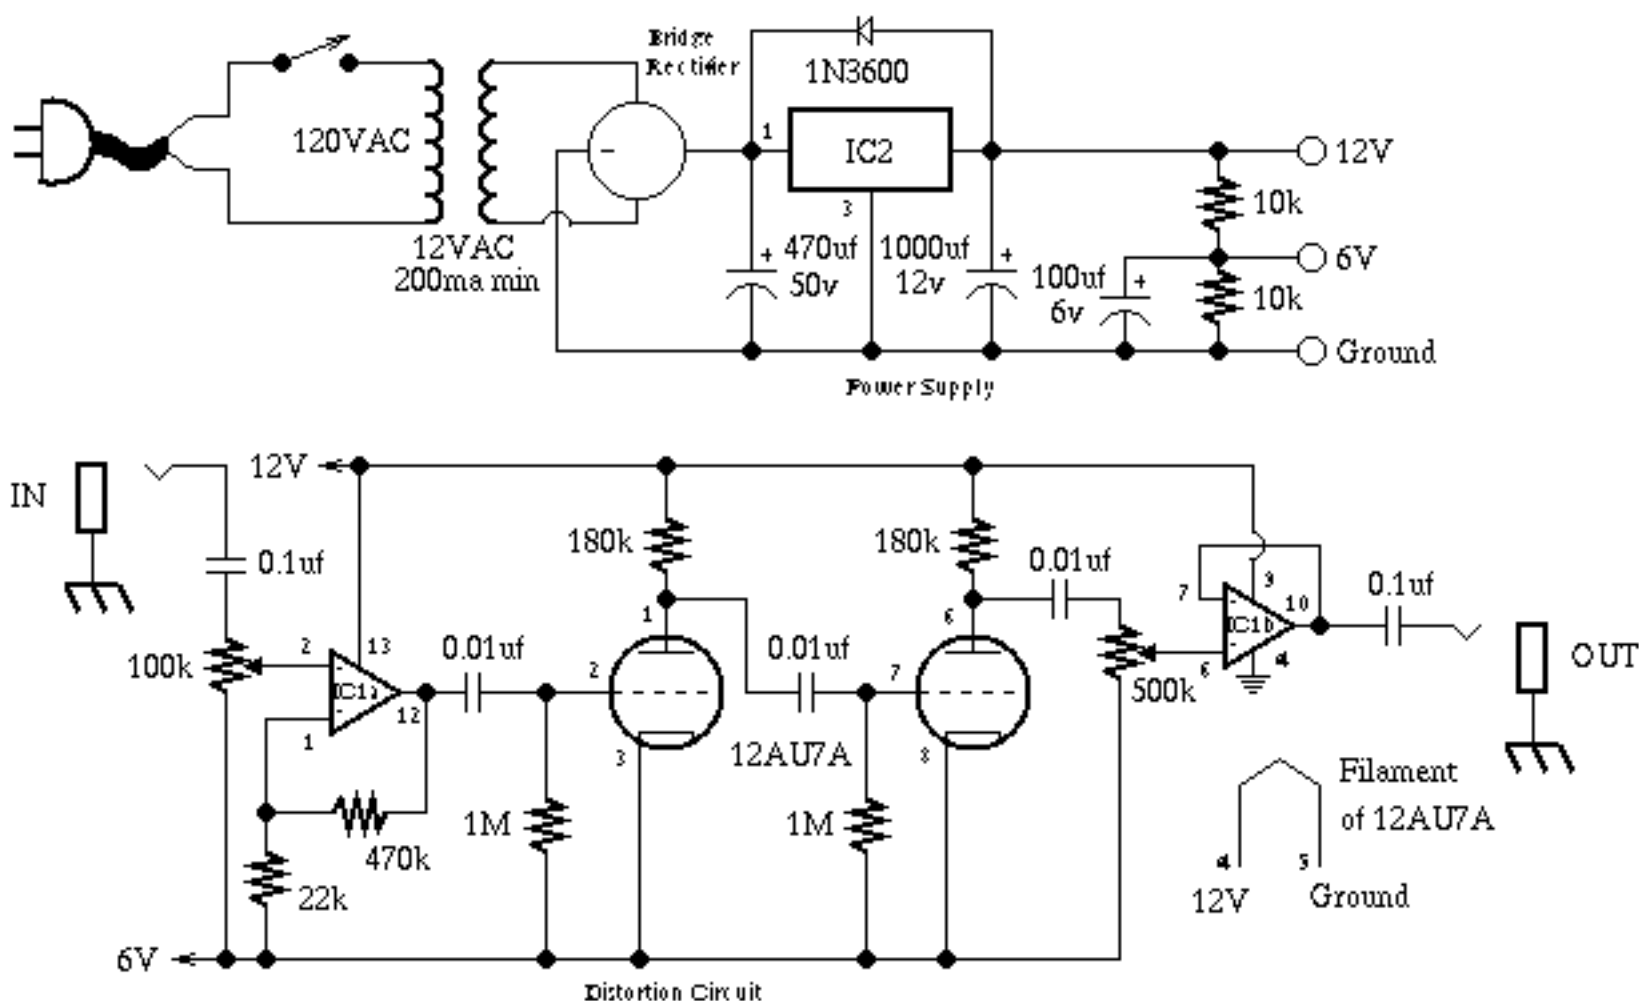 Bridge
Rectifier
1N3600
120VAC
-
1
IC2
3
12V
10k
6V
10k
Ground
12VAC
200ma min
+
470uf
50v
1000uf
12v
+
100uf
6v
+
Power Supply
IN
12V
0.1uf
180k
180k
0.01uf
100k
2
13
IC1a
12
1
0.01uf
1
2
3
0.01uf
12AU7A
6
7
8
500k
7
9
10
IC1b
6
4
0.1uf
OUT
470k
22k
1M
1M
Filament
of 12AU7A
4
5
12V
Ground
6V
Distortion Circuit